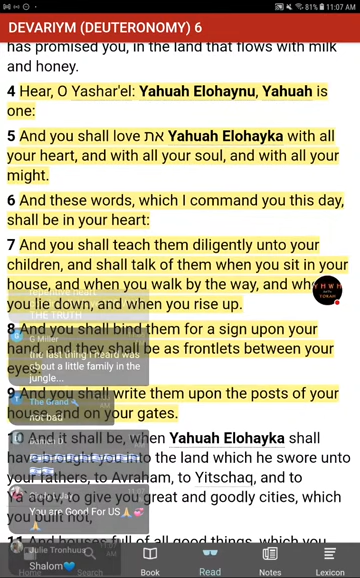 81% 11:07 AM
DEVARIYM (DEUTERONOMY) 6
has promised you, in the land that flows with milk
and honey.
4 Hear, O Yashar'el: Yahuah Elohaynu, Yahuah is
one:
5 And you shall love את Yahuah Elohayka with all
your heart, and with all your soul, and with all your
might.
6 And these words, which I command you this day,
shall be in your heart:
7 And you shall teach them diligently unto your
children, and shall talk of them when you sit in your
house, and when you walk by the way, and when
you lie down, and when you rise up.
YHWH
TORAH
THE TRUTH
8 And you shall bind them for a sign upon your
hand, and they shall be as frontlets between your
eyes.
G Miller
the last thing I heard was
about a little family in the
jungle...
9 And you shall write them upon the posts of your
house, and on your gates.
The Grand
not bad
10 And it shall be, when Yahuah Elohayka shall
have brought you into the land which he swore unto
your fathers, to Avraham, to Yitschaq, and to
Ya`aqov, to give you great and goodly cities, which
you built not,
You are Good For US🙏💞
🙏
11 And houses full of all good things, which you
Julie Tronhuus
Shalom💙
Home
Search
Book
Read
Notes
Lexicon